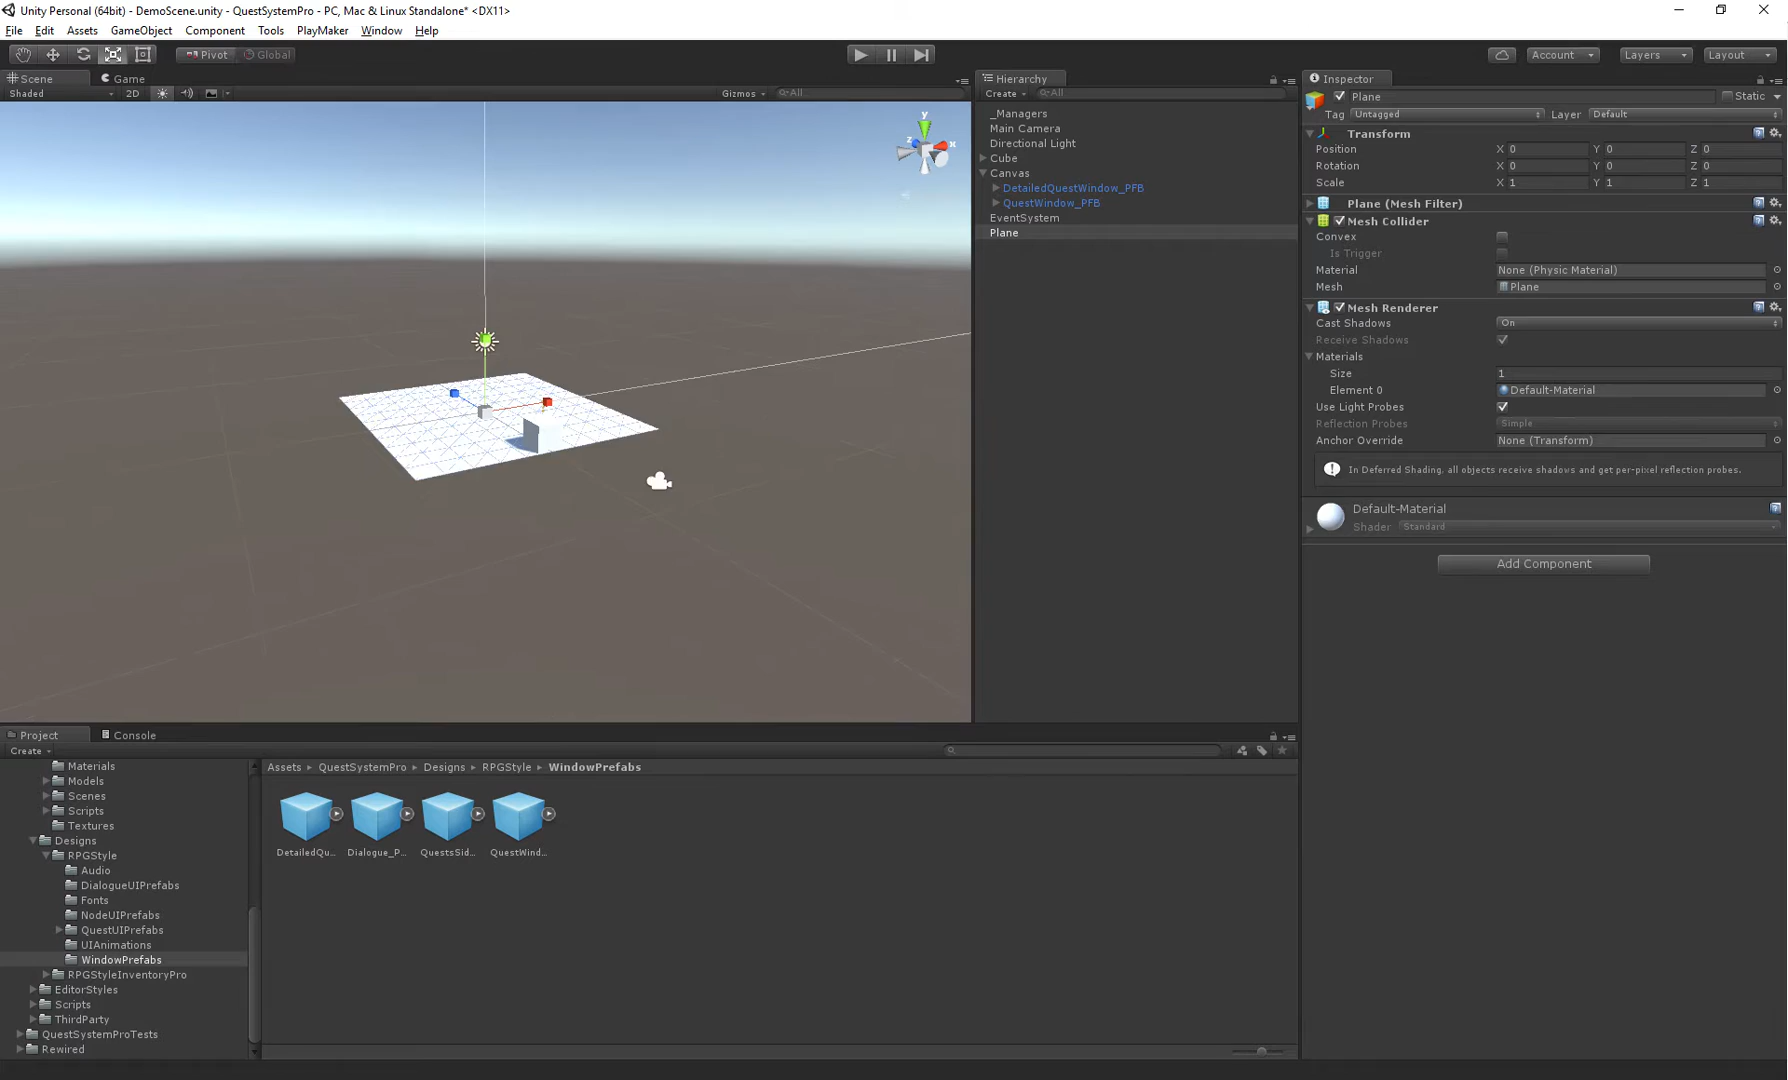 Unity Personal (64bit) - DemoScene.unity - QuestSystemPro - PC, Mac & Linux Standalone* <DX11>
File Edit Assets GameObject Component Tools PlayMaker Window Help
Pivot Global Account Layers Layout
Scene Game
Shaded 2D Gizmos All
y
x
z
Hierarchy
Create All
_Managers
Main Camera
Directional Light
Cube
Canvas
DetailedQuestWindow_PFB
QuestWindow_PFB
EventSystem
Plane
Inspector
Plane Static
Tag Untagged Layer Default
Transform
Position X 0 Y 0 Z 0
Rotation X 0 Y 0 Z 0
Scale X 1 Y 1 Z 1
Plane (Mesh Filter)
Mesh Collider
Convex
Is Trigger
Material None (Physic Material)
Mesh Plane
Mesh Renderer
Cast Shadows On
Receive Shadows
Materials
Size 1
Element 0 Default-Material
Use Light Probes
Reflection Probes Simple
Anchor Override None (Transform)
In Deferred Shading, all objects receive shadows and get per-pixel reflection probes.
Default-Material
Shader Standard
Add Component
Project Console
Create
Materials
Models
Scenes
Scripts
Textures
Designs
RPGStyle
Audio
DialogueUIPrefabs
Fonts
NodeUIPrefabs
QuestUIPrefabs
UIAnimations
WindowPrefabs
RPGStyleInventoryPro
EditorStyles
Scripts
ThirdParty
QuestSystemProTests
Rewired
Assets QuestSystemPro Designs RPGStyle WindowPrefabs
DetailedQu... Dialogue_P... QuestsSid... QuestWind...